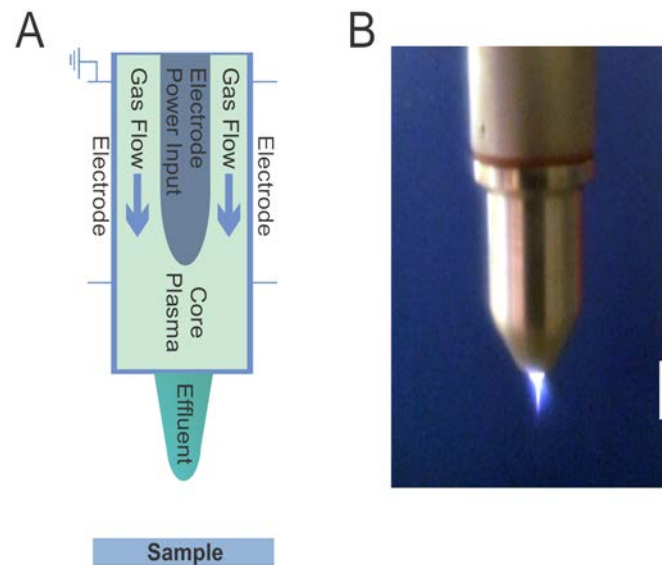 A
B
Gas Flow
Electrode
Power Input
Gas Flow
Electrode
Electrode
Core
Plasma
Effluent
Sample